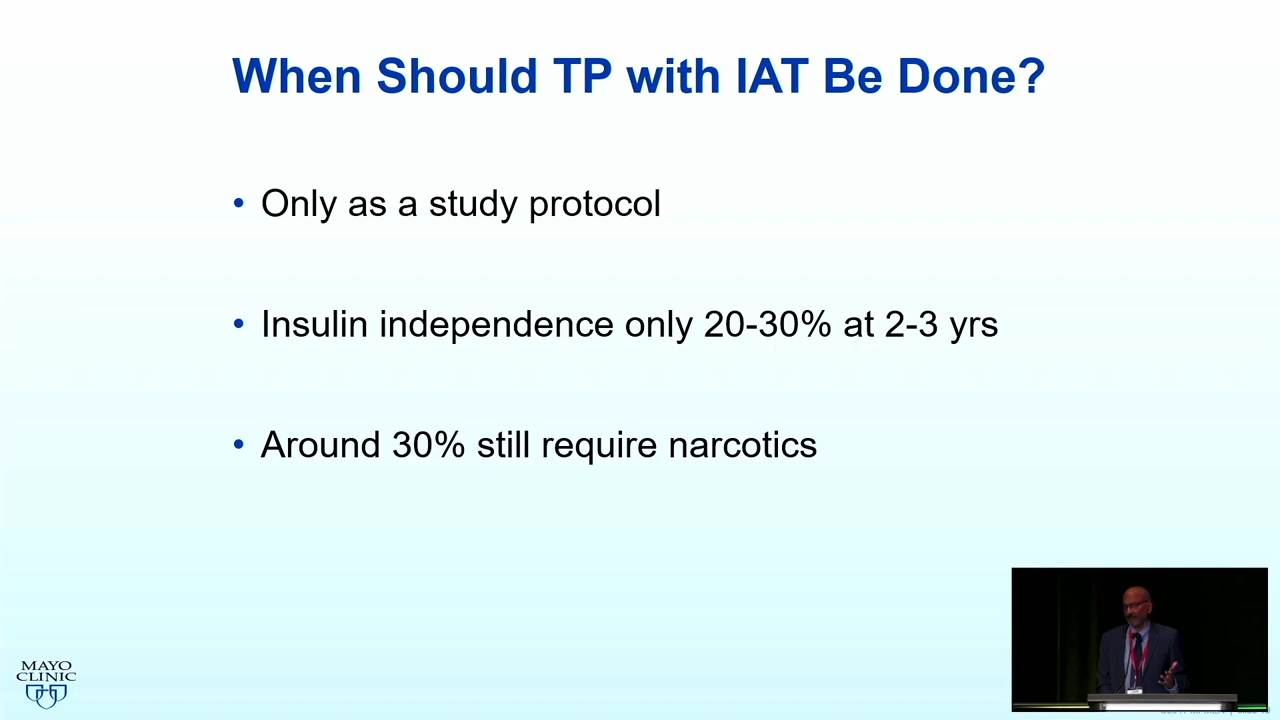 When Should TP with IAT Be Done?
• Only as a study protocol
• Insulin independence only 20-30% at 2-3 yrs
• Around 30% still require narcotics
MAYO
CLINIC